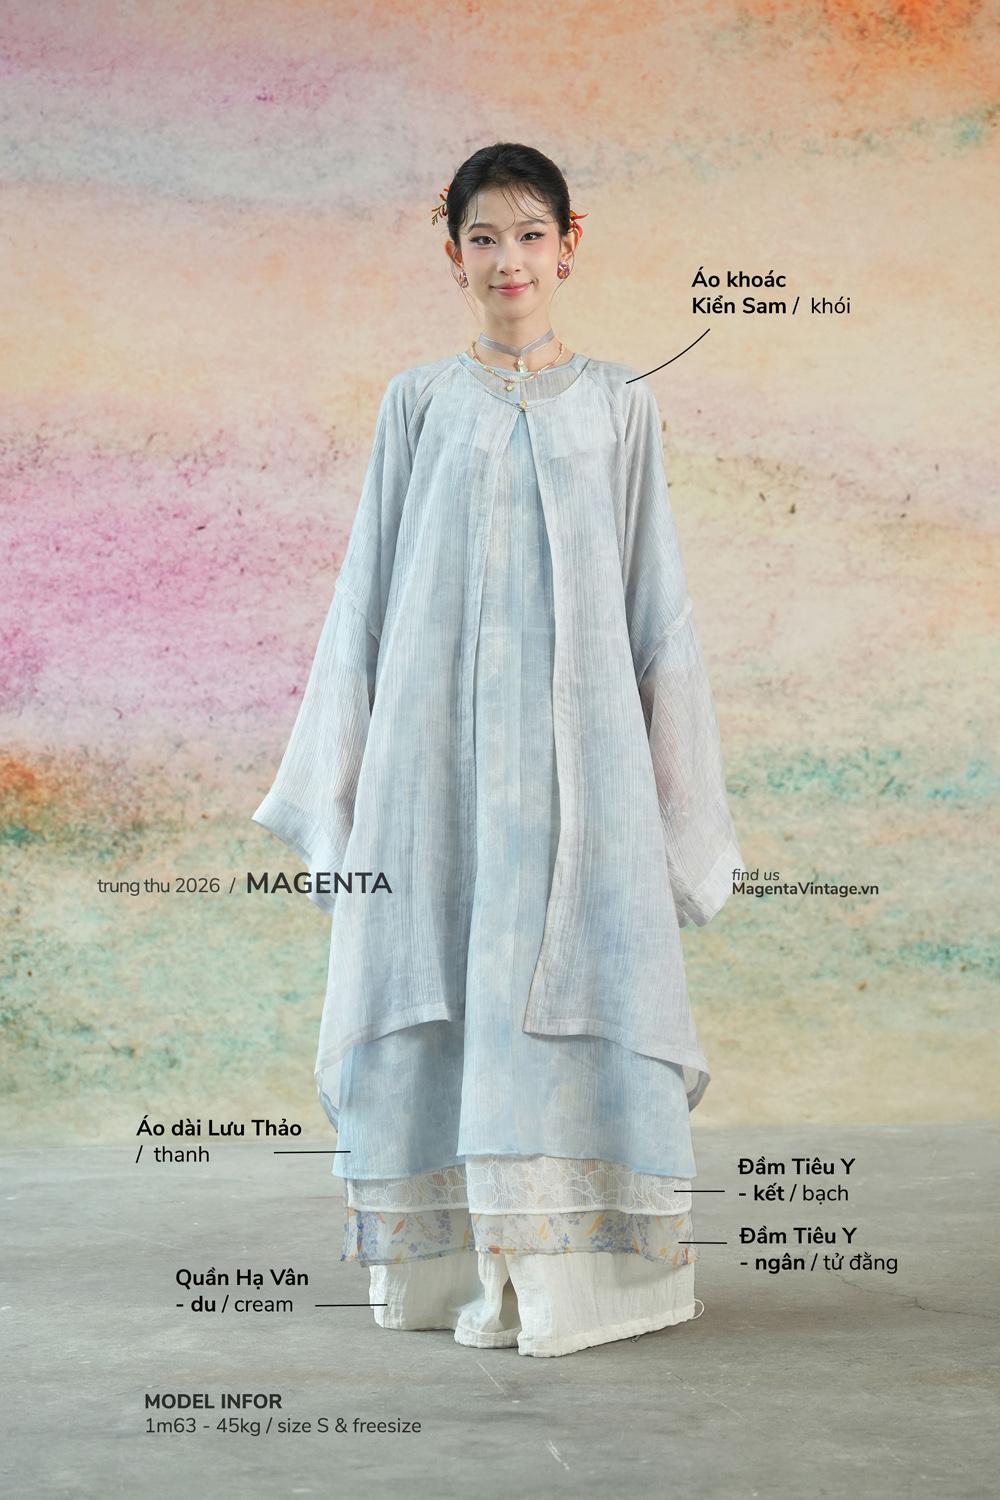 Áo khoác
Kiển Sam / khói
trung thu 2026 / MAGENTA
find us
MagentaVintage.vn
Áo dài Lưu Thảo
/ thanh
Đầm Tiêu Y
- kết / bạch
Đầm Tiêu Y
- ngân / tử đằng
Quần Hạ Vân
- du / cream
MODEL INFOR
1m63 - 45kg / size S & freesize